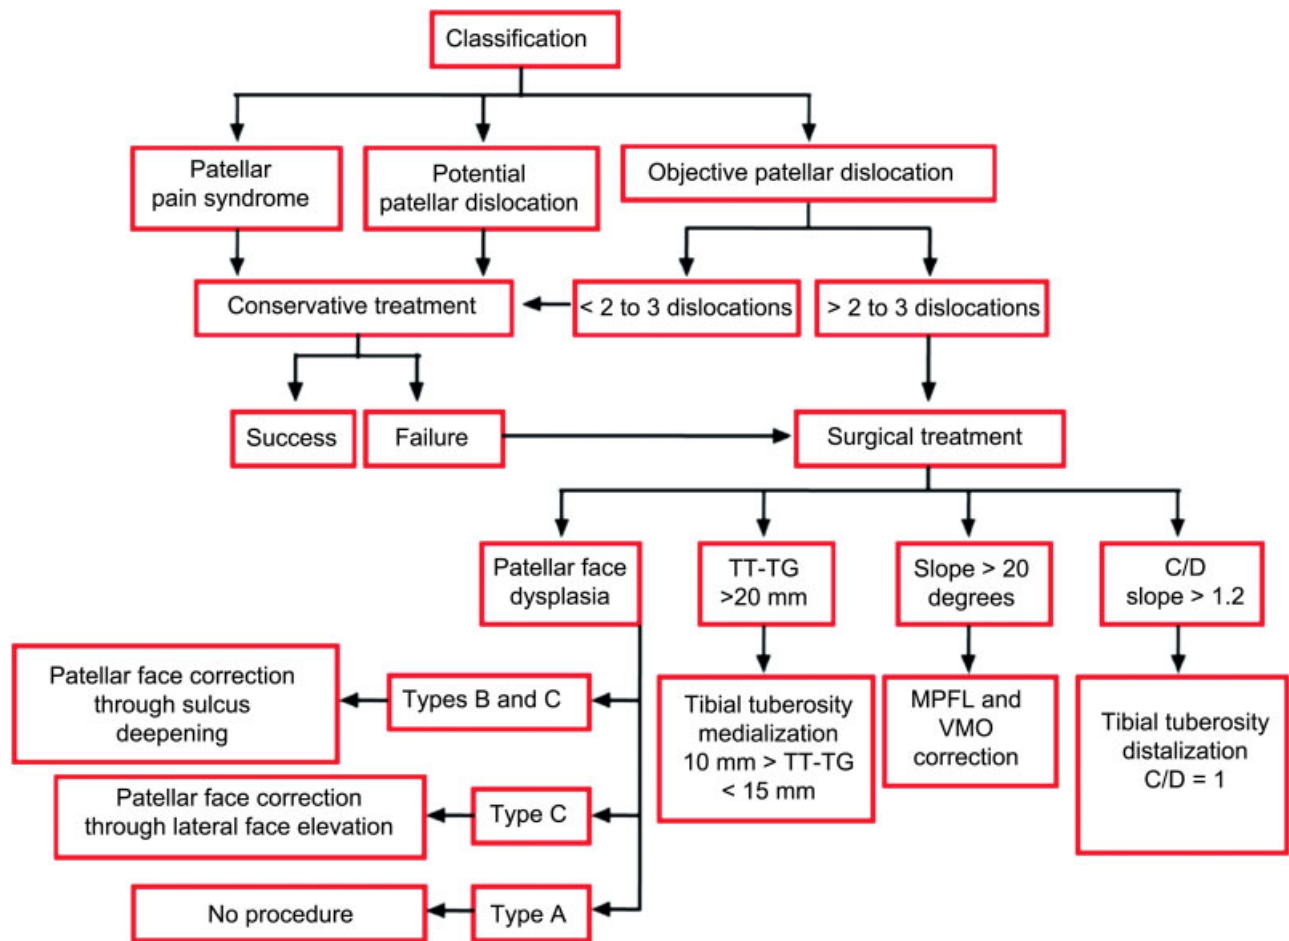 Classification
Patellar
pain syndrome
Potential
patellar dislocation
Objective patellar dislocation
Conservative treatment
< 2 to 3 dislocations
> 2 to 3 dislocations
Success
Failure
Surgical treatment
Patellar face
dysplasia
TT-TG
>20 mm
Slope > 20
degrees
C/D
slope > 1.2
Patellar face correction
through sulcus
deepening
Types B and C
Tibial tuberosity
medialization
10 mm > TT-TG
< 15 mm
MPFL and
VMO
correction
Tibial tuberosity
distalization
C/D = 1
Patellar face correction
through lateral face elevation
Type C
No procedure
Type A